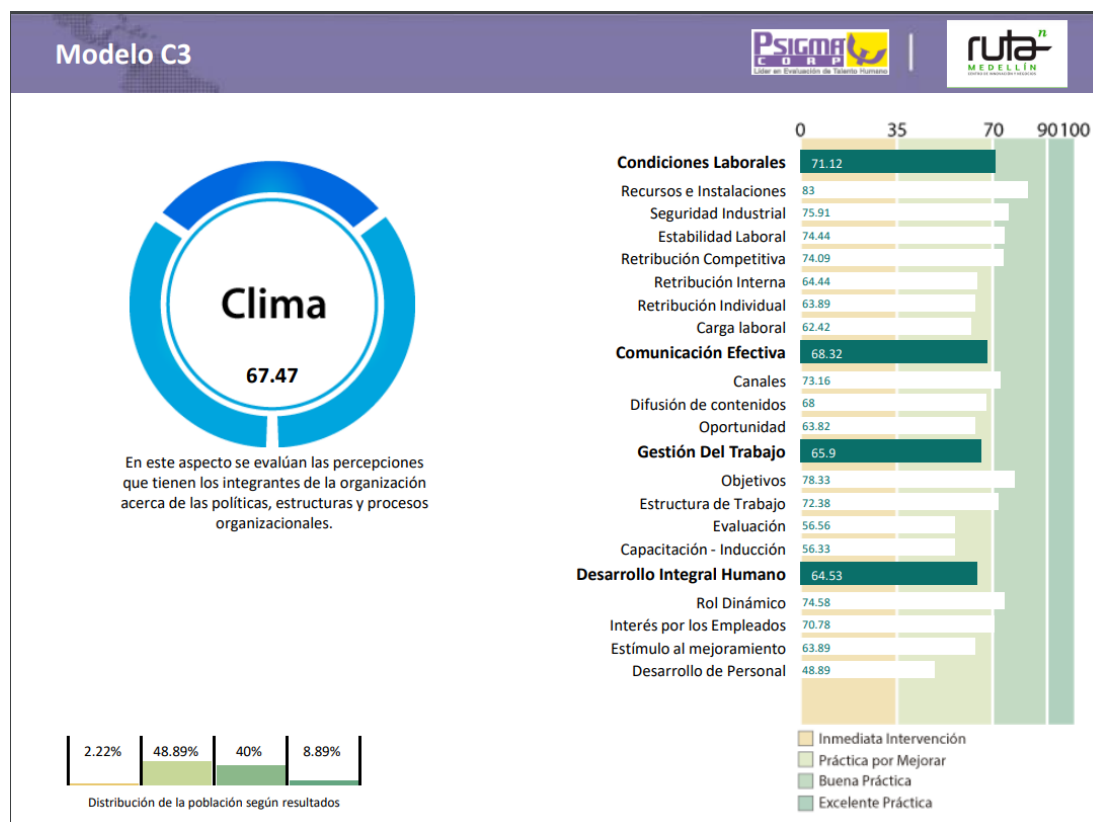 Modelo C3
PSIGMA
CORP
Líder en Evaluación de Talento Humano
ruta n
MEDELLÍN
CENTRO DE INNOVACIÓN Y NEGOCIOS
0 35 70 90 100
Condiciones Laborales 71.12
Recursos e Instalaciones 83
Seguridad Industrial 75.91
Estabilidad Laboral 74.44
Retribución Competitiva 74.09
Retribución Interna 64.44
Retribución Individual 63.89
Carga laboral 62.42
Comunicación Efectiva 68.32
Canales 73.16
Difusión de contenidos 68
Oportunidad 63.82
Gestión Del Trabajo 65.9
Objetivos 78.33
Estructura de Trabajo 72.38
Evaluación 56.56
Capacitación - Inducción 56.33
Desarrollo Integral Humano 64.53
Rol Dinámico 74.58
Interés por los Empleados 70.78
Estímulo al mejoramiento 63.89
Desarrollo de Personal 48.89
Inmediata Intervención
Práctica por Mejorar
Buena Práctica
Excelente Práctica
Clima
67.47
En este aspecto se evalúan las percepciones
que tienen los integrantes de la organización
acerca de las políticas, estructuras y procesos
organizacionales.
2.22% 48.89% 40% 8.89%
Distribución de la población según resultados